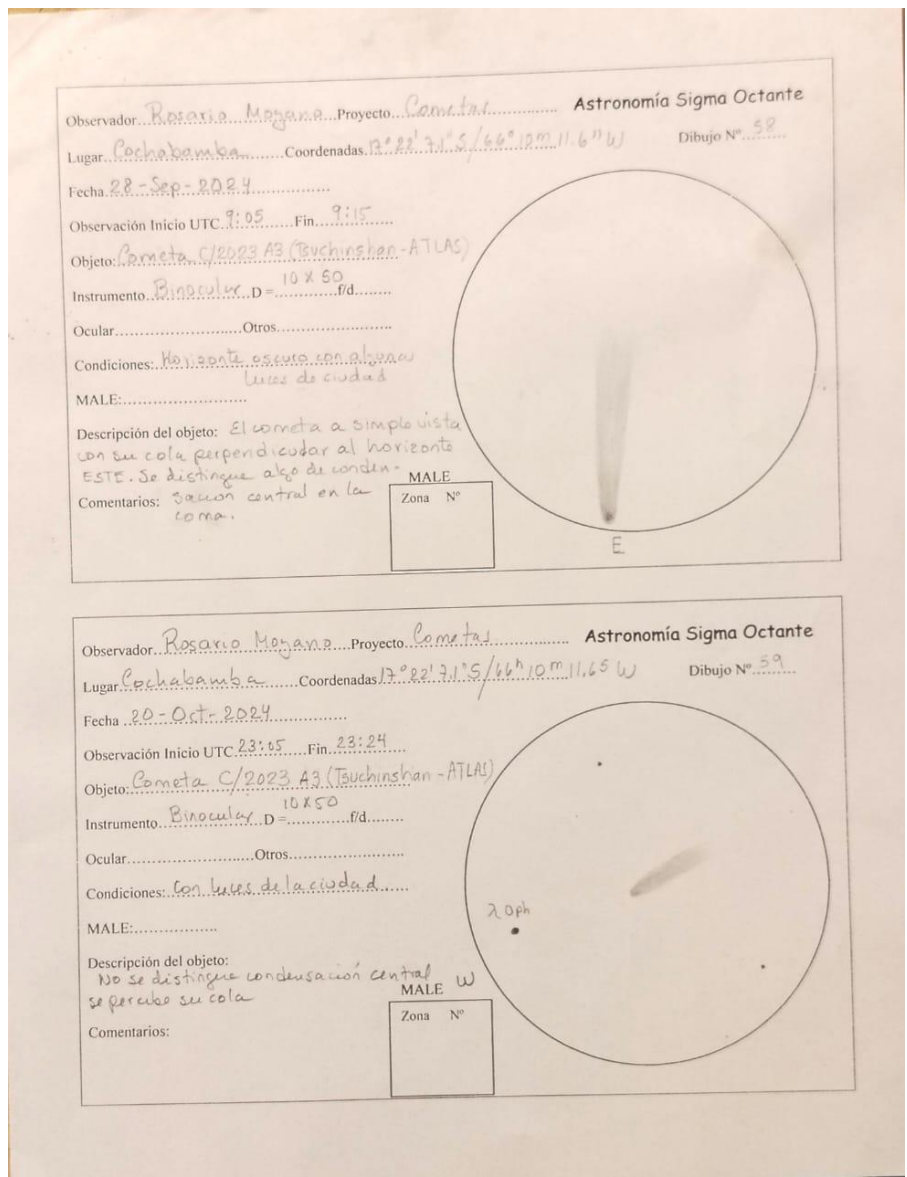 Astronomía Sigma Octante
Observador Rosario Moyano Proyecto Cometas
Dibujo Nº 58
Lugar Cochabamba Coordenadas 17° 22' 7.1" S/66° 10m 11.6" W
Fecha 28-Sep-2024
Observación Inicio UTC 9:05 Fin 9:15
Objeto: Cometa C/2023 A3 (Tsuchinshan-ATLAS)
Instrumento Binocular D = 10 X 50 f/d
Ocular Otros
Condiciones: Horizonte oscuro con algunas
luces de ciudad
MALE:
Descripción del objeto: El cometa a simple vista
con su cola perpendicular al horizonte
ESTE. Se distingue algo de conden-
Comentarios: sación central en la
coma.
MALE
Zona Nº
E
Astronomía Sigma Octante
Observador Rosario Moyano Proyecto Cometas
Dibujo Nº 59
Lugar Cochabamba Coordenadas 17° 22' 7.1" S/66h 10m 11.65 W
Fecha 20-Oct-2024
Observación Inicio UTC 23:05 Fin 23:24
Objeto: Cometa C/2023 A3 (Tsuchinshan-ATLAS)
Instrumento Binocular D = 10 X 50 f/d
Ocular Otros
Condiciones: Con luces de la ciudad
MALE:
Descripción del objeto:
No se distingue condensación central
se percibe su cola
Comentarios:
MALE
Zona Nº
W
λ Oph